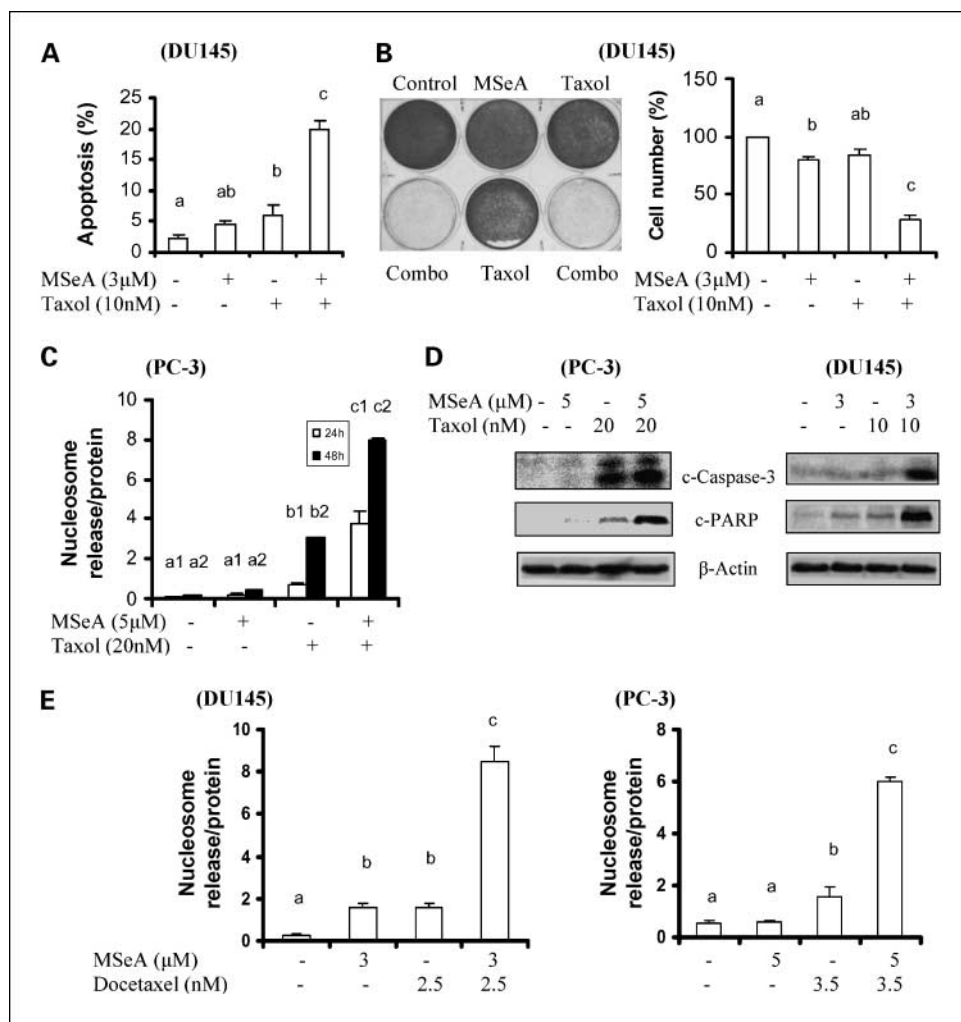 A
(DU145)
Apoptosis (%)
25
20
15
10
5
0
a
ab
b
c
MSeA (3μM) - + - +
Taxol (10nM) - - + +
B
(DU145)
Control MSeA Taxol
Combo Taxol Combo
Cell number (%)
150
100
50
0
a
b
ab
c
MSeA (3μM) - + - +
Taxol (10nM) - - + +
C
(PC-3)
Nucleosome
release/protein
10
8
6
4
2
0
24h
48h
a1 a2
a1 a2
b1 b2
c1 c2
MSeA (5μM) - + - +
Taxol (20nM) - - + +
D
(PC-3)
(DU145)
MSeA (μM) - 5 - 5 - 3 - 3
Taxol (nM) - - 20 20 - - 10 10
c-Caspase-3
c-PARP
β-Actin
E
(DU145)
Nucleosome
release/protein
10
8
6
4
2
0
a
b
b
c
MSeA (μM) - 3 - 3
Docetaxel (nM) - - 2.5 2.5
(PC-3)
Nucleosome
release/protein
8
6
4
2
0
a
a
b
c
- 5 - 5
- - 3.5 3.5